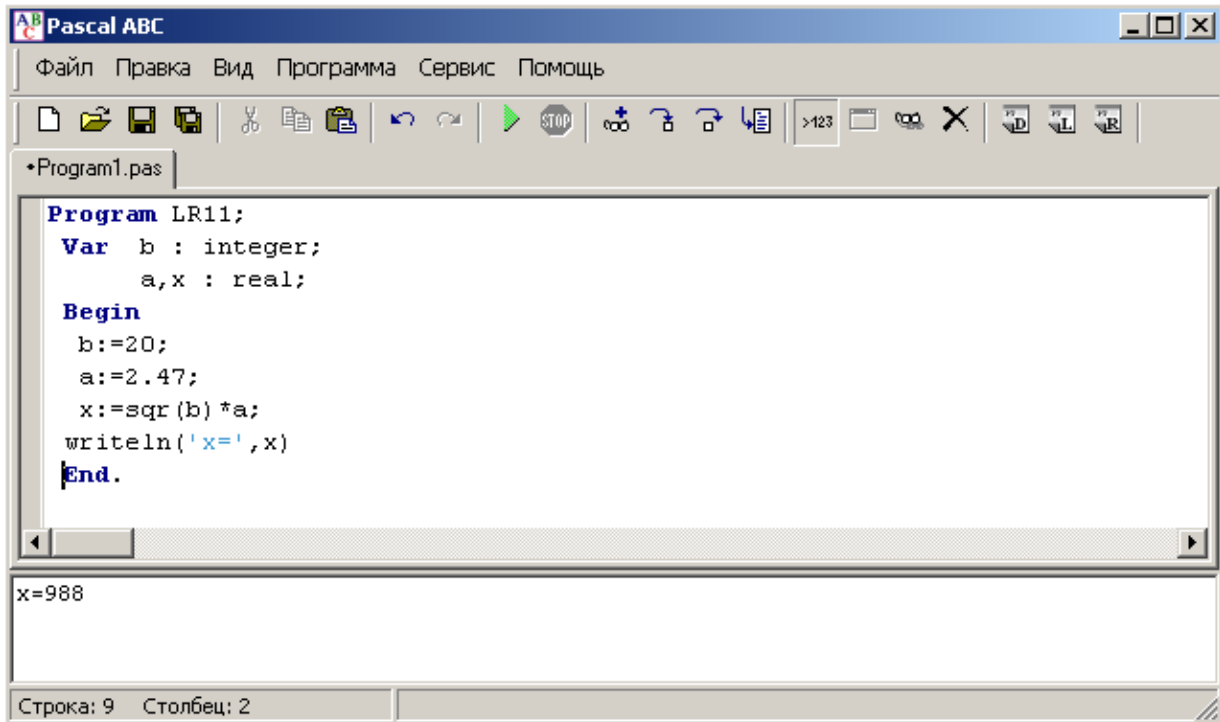 Pascal ABC
Файл Правка Вид Программа Сервис Помощь
STOP >123 D L R
•Program1.pas
Program LR11;
Var b : integer;
a,x : real;
Begin
b:=20;
a:=2.47;
x:=sqr(b)*a;
writeln('x=',x)
End.
x=988
Строка: 9 Столбец: 2